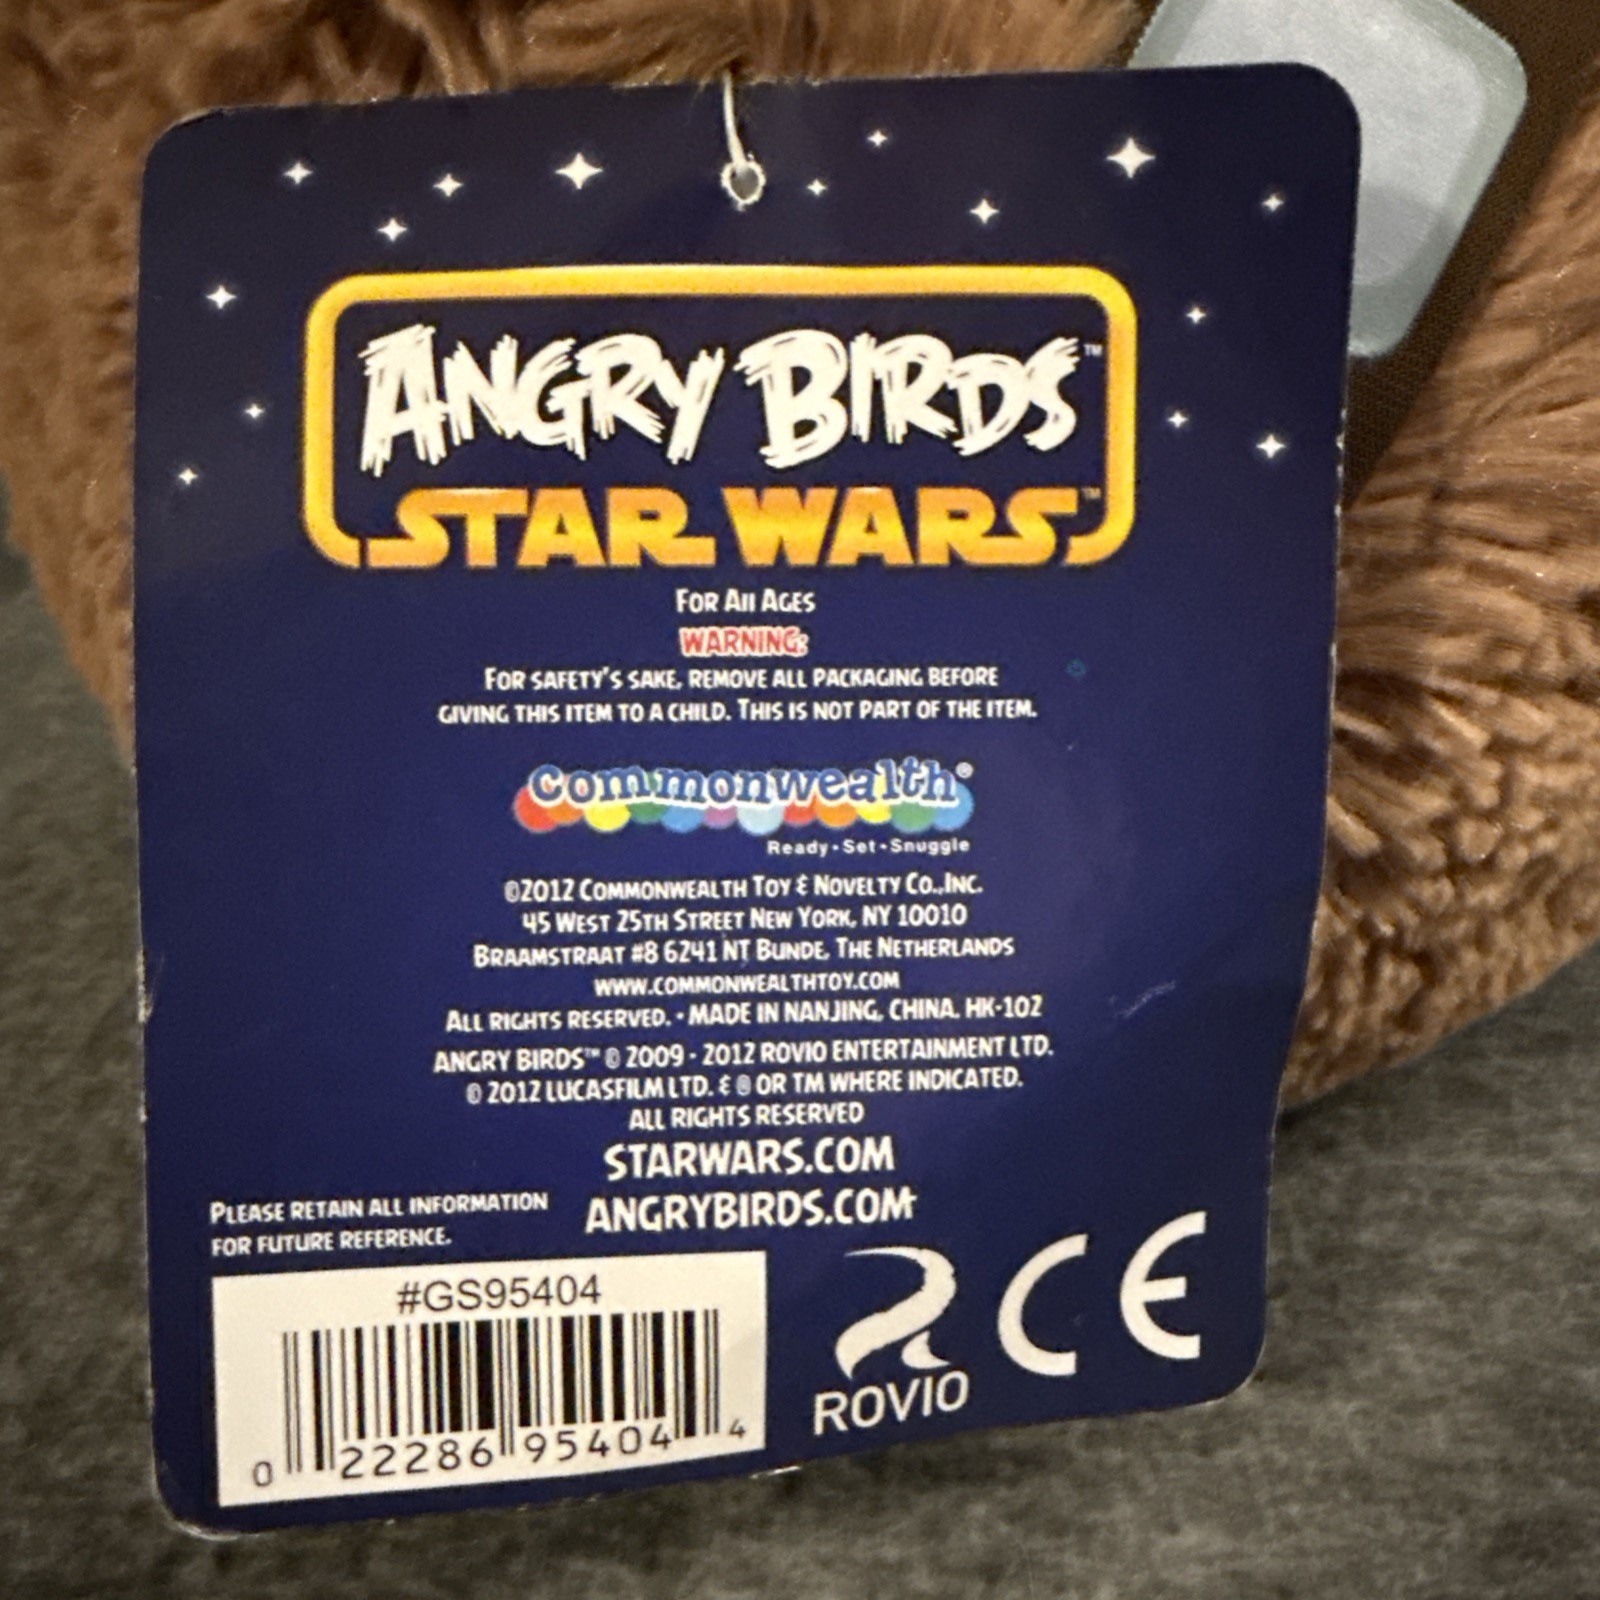 ANGRY BIRDS™
STAR WARS™
FOR All AGES
WARNING:
FOR SAFETY'S SAKE, REMOVE ALL PACKAGING BEFORE
GIVING THIS ITEM TO A CHILD. THIS IS NOT PART OF THE ITEM.
commonwealth®
Ready・Set・Snuggle
©2012 COMMONWEALTH TOY & NOVELTY CO.,INC.
45 WEST 25TH STREET NEW YORK, NY 10010
BRAAMSTRAAT #8 6241 NT BUNDE, THE NETHERLANDS
WWW.COMMONWEALTHTOY.COM
ALL RIGHTS RESERVED. • MADE IN NANJING, CHINA. HK-102
ANGRY BIRDS™ © 2009 - 2012 ROVIO ENTERTAINMENT LTD.
© 2012 LUCASFILM LTD. & ® OR TM WHERE INDICATED.
ALL RIGHTS RESERVED
STARWARS.COM
ANGRYBIRDS.COM
PLEASE RETAIN ALL INFORMATION
FOR FUTURE REFERENCE.
#GS95404
0 22286 95404 4
ROVIO
CE